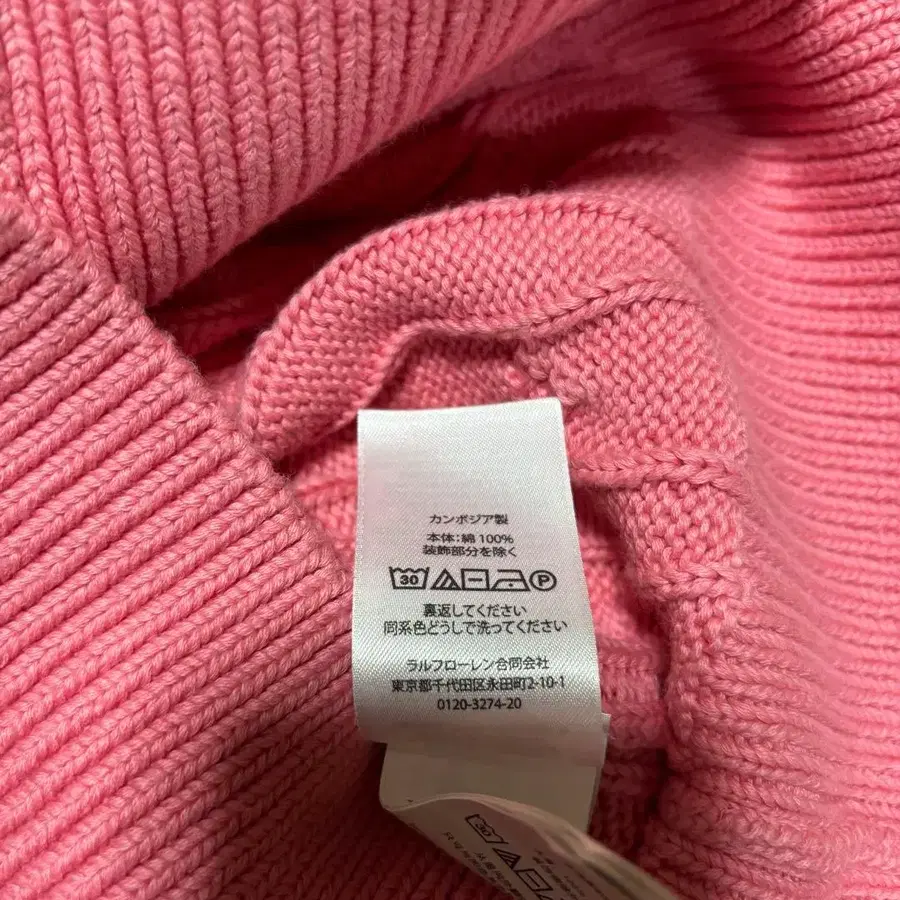 カンボジア製
本体:綿 100%
装飾部分を除く
30 P
裏返してください
同系色どうしで洗ってください
ラルフローレン合同会社
東京都千代田区永田町2-10-1
0120-3274-20
30